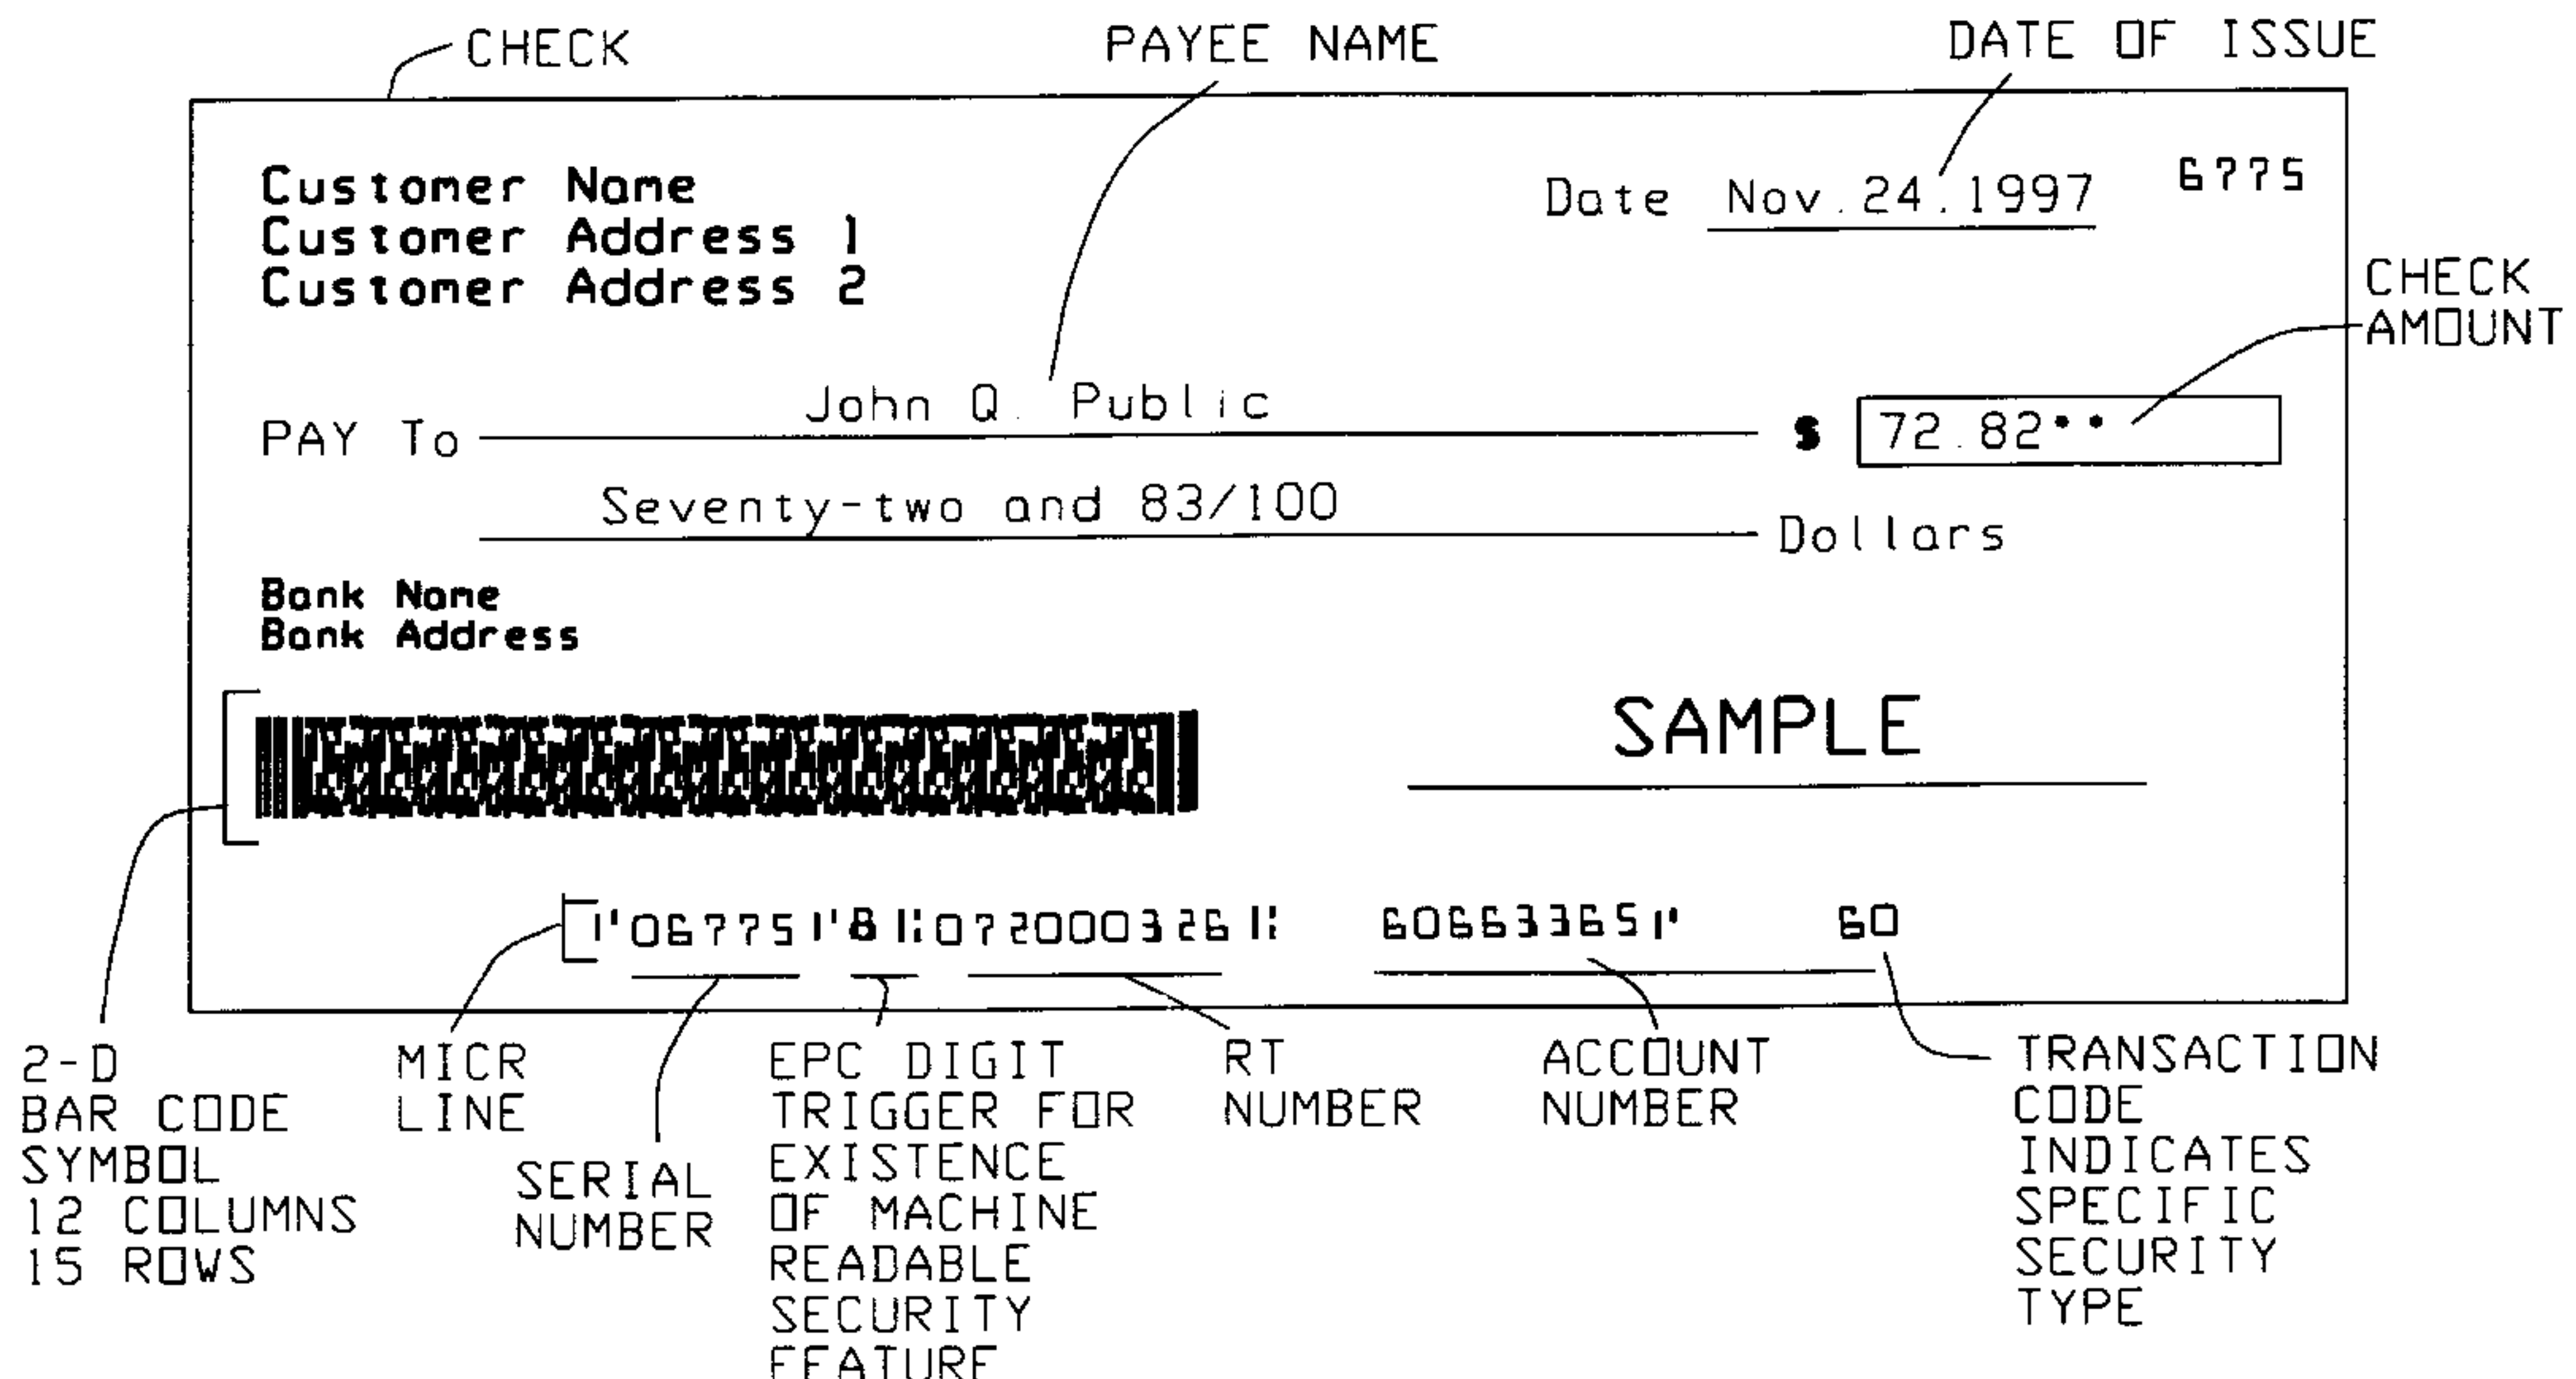 CHECK
PAYEE NAME
DATE OF ISSUE
Customer Name
Customer Address 1
Customer Address 2
Date Nov.24.1997
6775
CHECK
AMOUNT
PAY To John Q. Public $ 72.82**
Seventy-two and 83/100 Dollars
Bank Name
Bank Address
SAMPLE
⑈067751⑈8⑆072000326⑆ 606633651⑈ 60
2-D
BAR CODE
SYMBOL
12 COLUMNS
15 ROWS
MICR
LINE
SERIAL
NUMBER
EPC DIGIT
TRIGGER FOR
EXISTENCE
OF MACHINE
READABLE
SECURITY
FEATURE
RT
NUMBER
ACCOUNT
NUMBER
TRANSACTION
CODE
INDICATES
SPECIFIC
SECURITY
TYPE